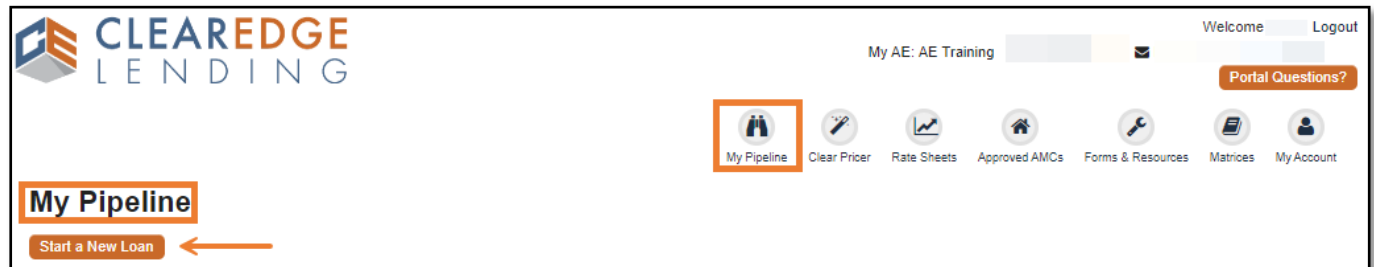 CLEAREDGE
LENDING
Welcome Logout
My AE: AE Training
Portal Questions?
My Pipeline Clear Pricer Rate Sheets Approved AMCs Forms & Resources Matrices My Account
My Pipeline
Start a New Loan